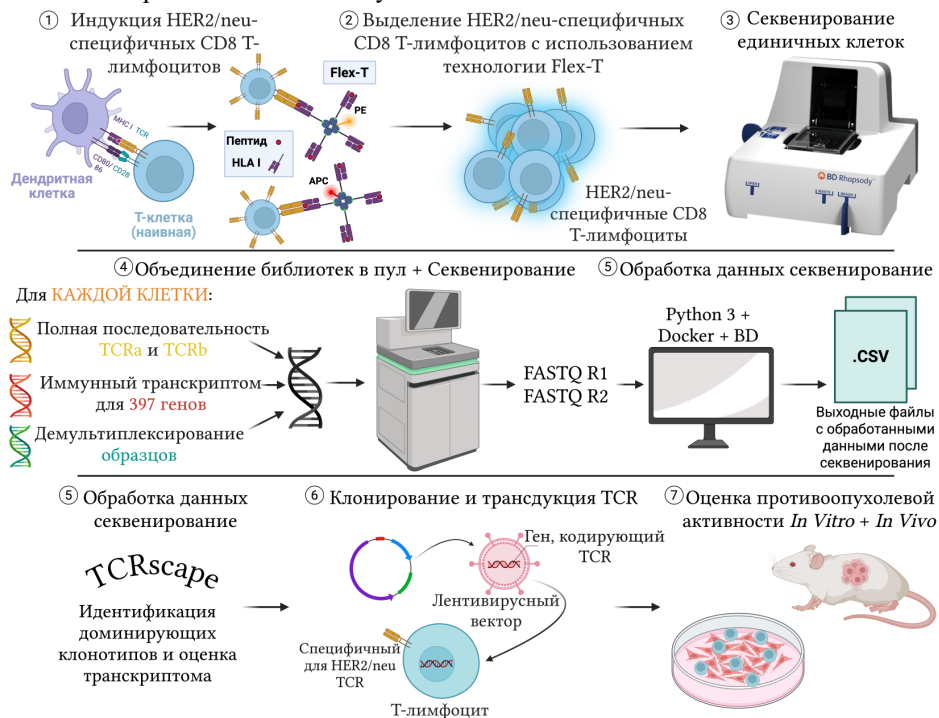 ① Индукция HER2/neu-
специфичных CD8 T-
лимфоцитов
MHC I TCR
CD80/ CD28
86
Дендритная
клетка
Т-клетка
(наивная)
② Выделение HER2/neu-специфичных
CD8 Т-лимфоцитов с использованием
технологии Flex-T
Flex-T
PE
Пептид
HLA I
APC
HER2/neu-
специфичные CD8
Т-лимфоциты
③ Секвенирование
единичных клеток
BD Rhapsody
④ Объединение библиотек в пул + Секвенирование
Для КАЖДОЙ КЛЕТКИ:
Полная последовательность
TCRa и TCRb
Иммунный транскриптом
для 397 генов
Демультиплексирование
образцов
FASTQ R1
FASTQ R2
⑤ Обработка данных секвенирование
Python 3 +
Docker + BD
.CSV
Выходные файлы
с обработанными
данными после
секвенирования
⑤ Обработка данных
секвенирование
TCRscape
Идентификация
доминирующих
клонотипов и оценка
транскриптома
⑥ Клонирование и трансдукция TCR
Ген, кодирующий
TCR
Лентивирусный
вектор
Специфичный
для HER2/neu
TCR
Т-лимфоцит
⑦ Оценка противоопухолевой
активности In Vitro + In Vivo